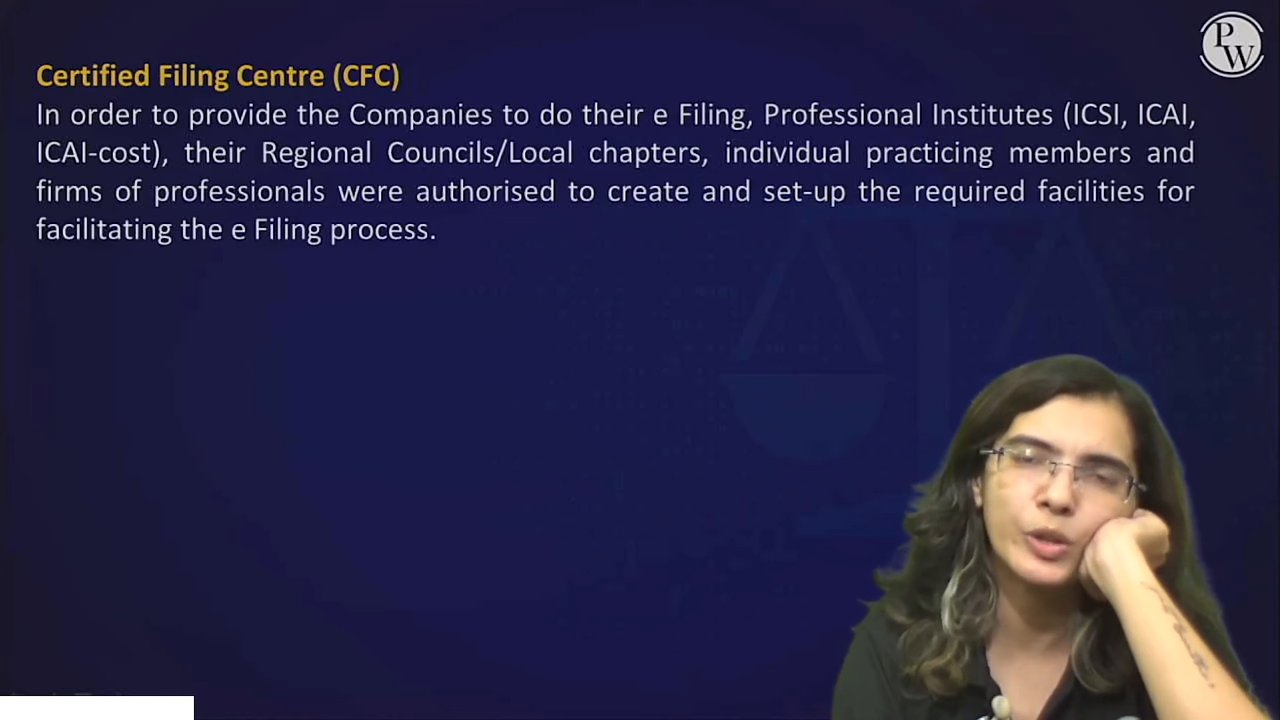 PW
Certified Filing Centre (CFC)
In order to provide the Companies to do their e Filing, Professional Institutes (ICSI, ICAI,
ICAI-cost), their Regional Councils/Local chapters, individual practicing members and
firms of professionals were authorised to create and set-up the required facilities for
facilitating the e Filing process.